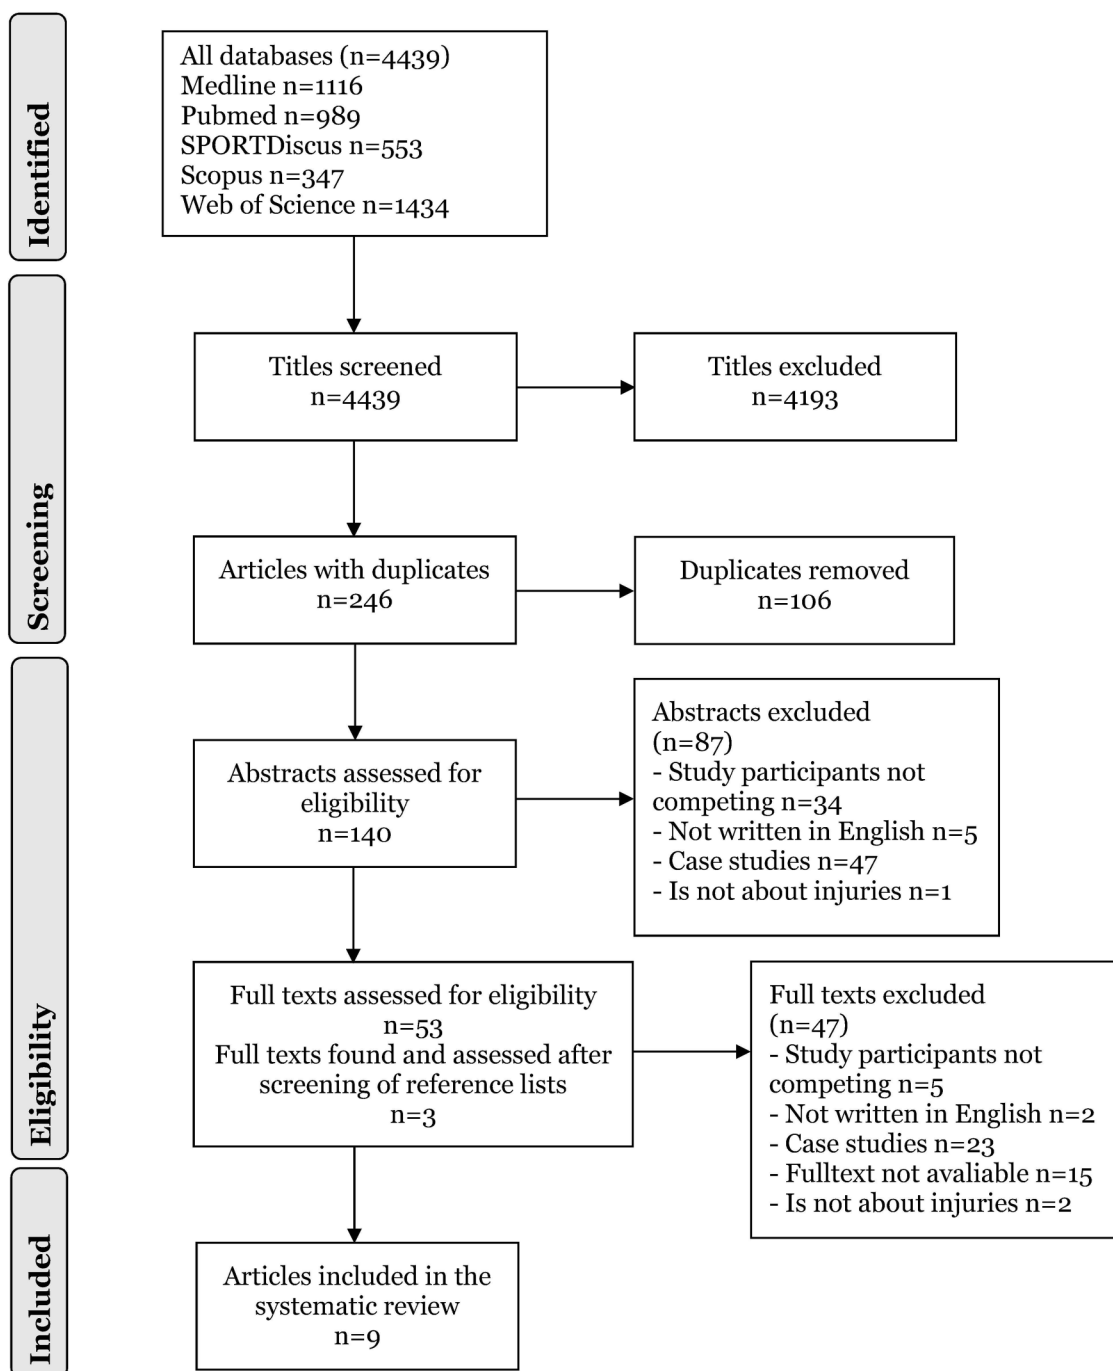 Identified
All databases (n=4439)
Medline n=1116
Pubmed n=989
SPORTDiscus n=553
Scopus n=347
Web of Science n=1434
Screening
Titles screened
n=4439
Titles excluded
n=4193
Articles with duplicates
n=246
Duplicates removed
n=106
Eligibility
Abstracts assessed for
eligibility
n=140
Abstracts excluded
(n=87)
- Study participants not
competing n=34
- Not written in English n=5
- Case studies n=47
- Is not about injuries n=1
Full texts assessed for eligibility
n=53
Full texts found and assessed after
screening of reference lists
n=3
Full texts excluded
(n=47)
- Study participants not
competing n=5
- Not written in English n=2
- Case studies n=23
- Fulltext not avaliable n=15
- Is not about injuries n=2
Included
Articles included in the
systematic review
n=9